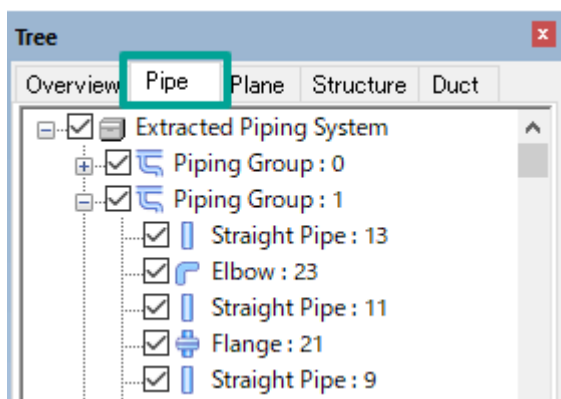 Tree
Overview Pipe Plane Structure Duct
Extracted Piping System
Piping Group : 0
Piping Group : 1
Straight Pipe : 13
Elbow : 23
Straight Pipe : 11
Flange : 21
Straight Pipe : 9